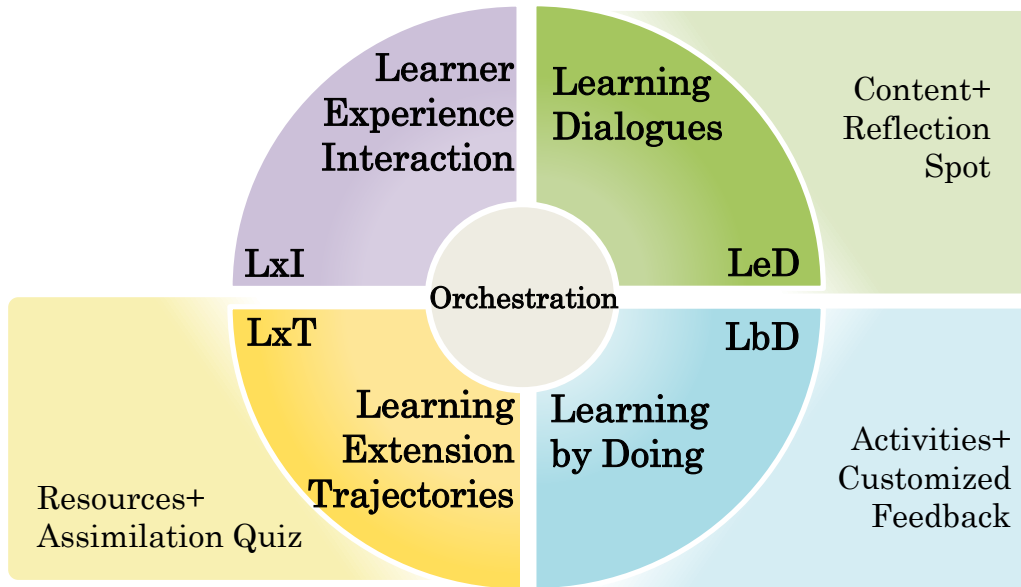 Learner
Experience
Interaction
LxI
Learning
Dialogues
LeD
Content+
Reflection
Spot
Orchestration
LxT
Learning
Extension
Trajectories
Resources+
Assimilation Quiz
LbD
Learning
by Doing
Activities+
Customized
Feedback